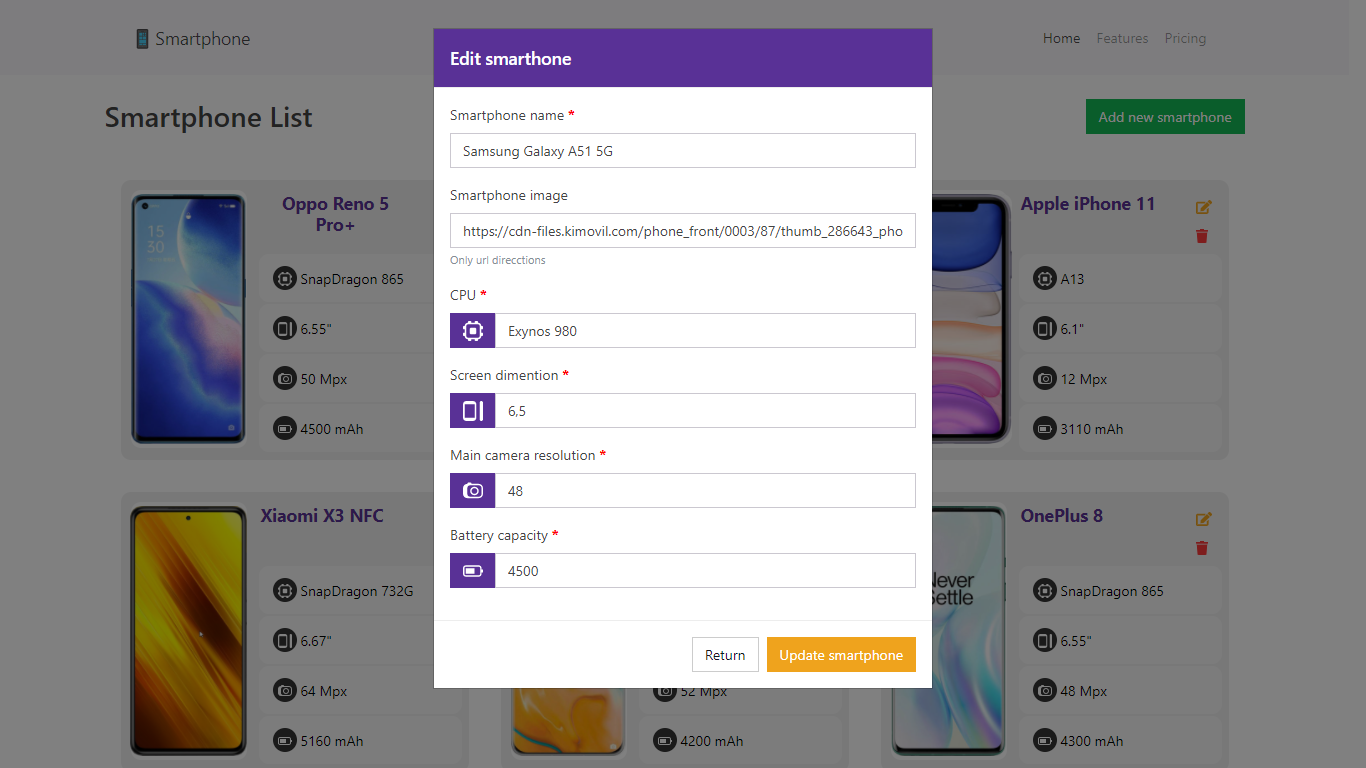 Smartphone
Home Features Pricing
Smartphone List
Add new smartphone
Edit smarthone
Smartphone name *
Samsung Galaxy A51 5G
Smartphone image
https://cdn-files.kimovil.com/phone_front/0003/87/thumb_286643_pho
Only url direcctions
CPU *
Exynos 980
Screen dimention *
6,5
Main camera resolution *
48
Battery capacity *
4500
Return
Update smartphone
Oppo Reno 5
Pro+
15
30
SnapDragon 865
6.55"
50 Mpx
4500 mAh
Apple iPhone 11
A13
6.1"
12 Mpx
3110 mAh
Xiaomi X3 NFC
SnapDragon 732G
6.67"
64 Mpx
5160 mAh
52 Mpx
4200 mAh
OnePlus 8
Never
Settle
SnapDragon 865
6.55"
48 Mpx
4300 mAh